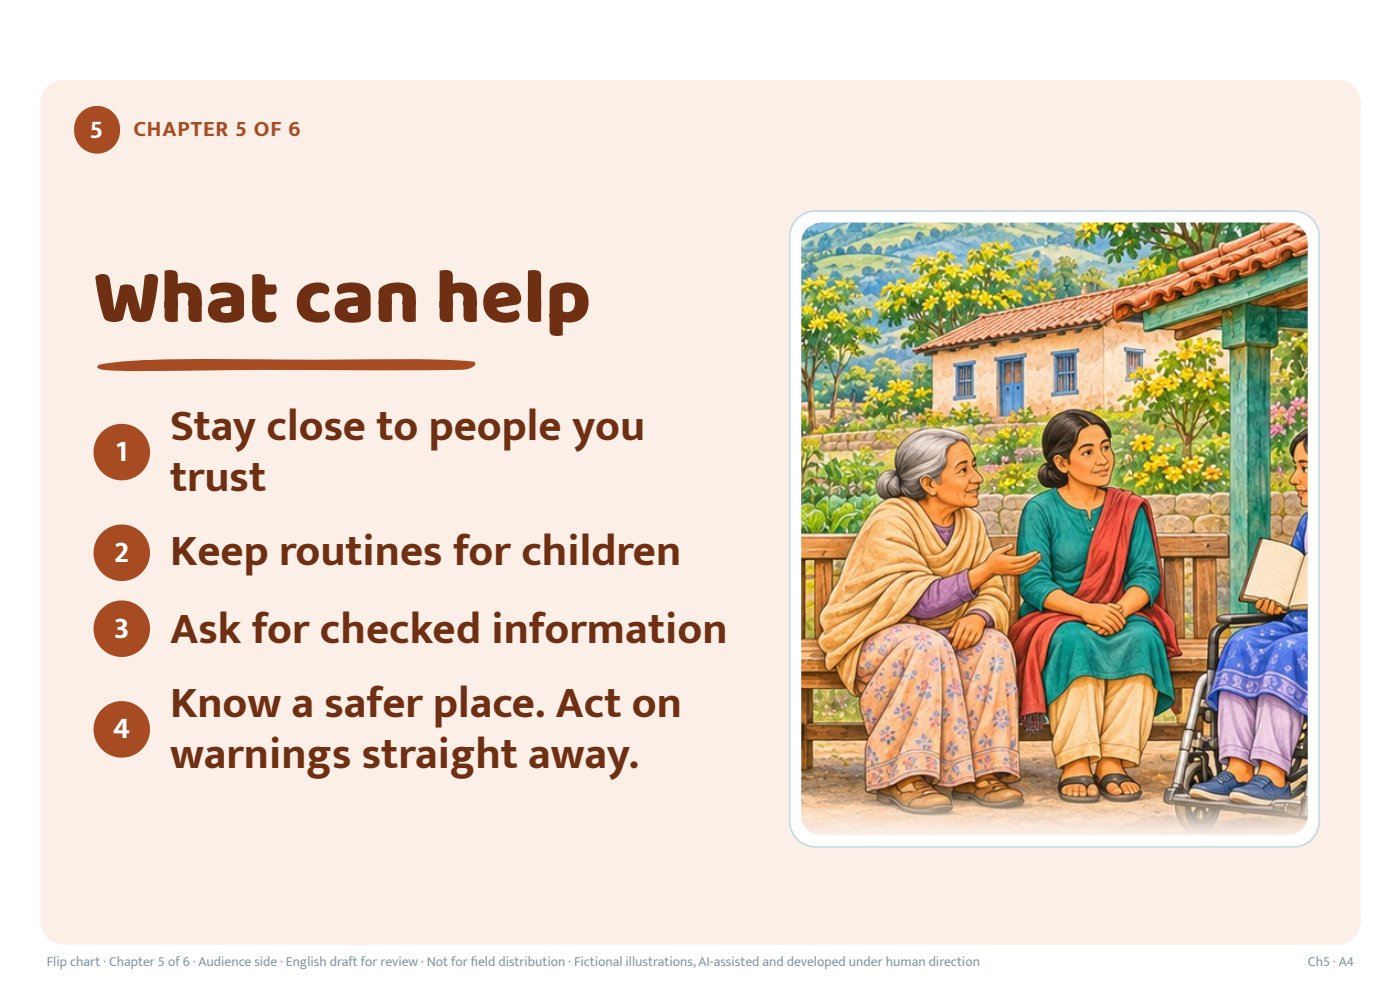 5 CHAPTER 5 OF 6
What can help
1 Stay close to people you
trust
2 Keep routines for children
3 Ask for checked information
4 Know a safer place. Act on
warnings straight away.
Flip chart · Chapter 5 of 6 · Audience side · English draft for review · Not for field distribution · Fictional illustrations, AI-assisted and developed under human direction
Ch5 · A4